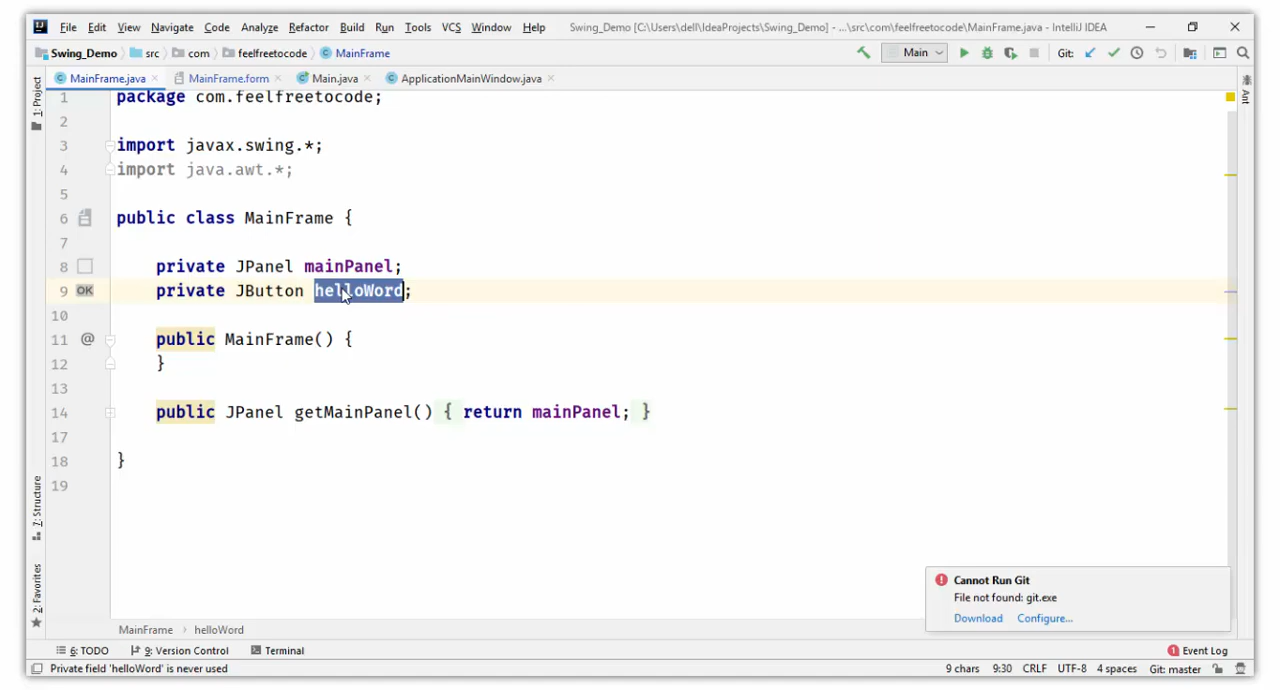 File Edit View Navigate Code Analyze Refactor Build Run Tools VCS Window Help Swing_Demo [C:\Users\dell\IdeaProjects\Swing_Demo] - ...\src\com\feelfreetocode\MainFrame.java - IntelliJ IDEA
Swing_Demo src com feelfreetocode MainFrame Main Git:
MainFrame.java MainFrame.form Main.java ApplicationMainWindow.java
1: Project
Ant
1 package com.feelfreetocode;
2
3 import javax.swing.*;
4 import java.awt.*;
5
6 public class MainFrame {
7
8 private JPanel mainPanel;
9 OK private JButton helloWord;
10
11 @ public MainFrame() {
12 }
13
14 public JPanel getMainPanel() { return mainPanel; }
17
18 }
19
7: Structure
2: Favorites
Cannot Run Git
File not found: git.exe
Download Configure...
MainFrame helloWord
6: TODO 9: Version Control Terminal 1 Event Log
Private field 'helloWord' is never used 9 chars 9:30 CRLF UTF-8 4 spaces Git: master